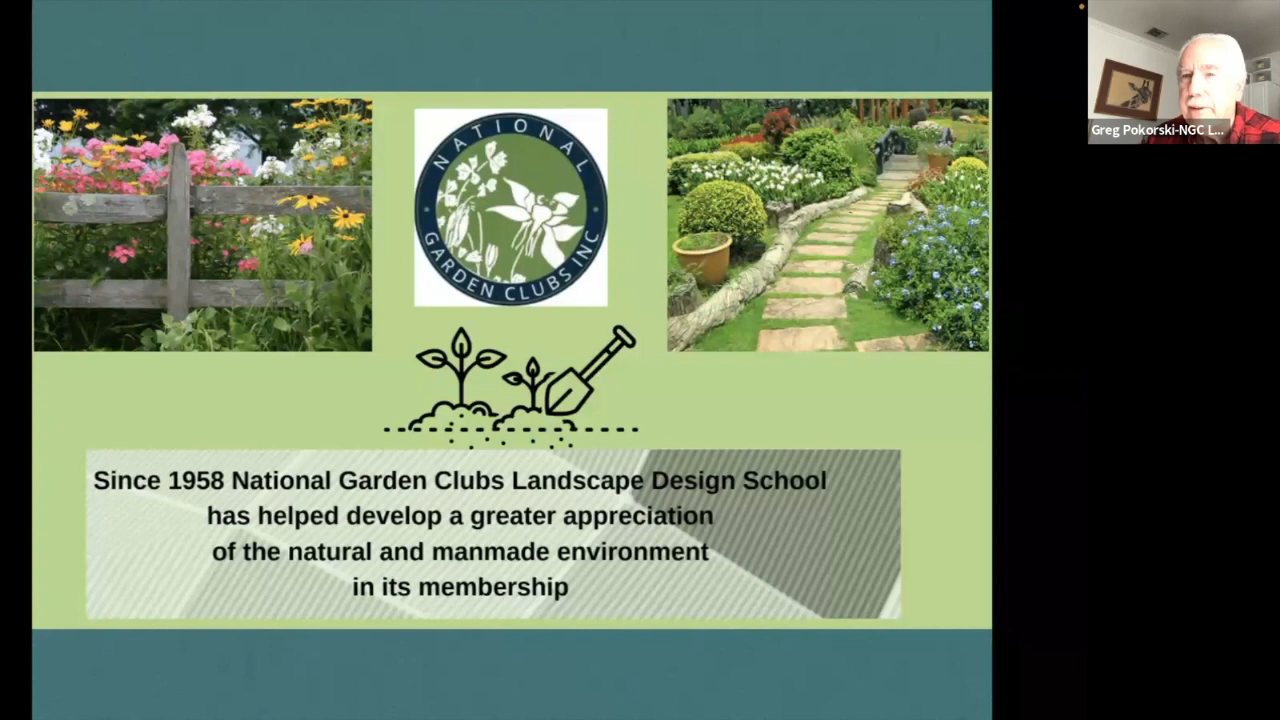 NATIONAL
GARDEN CLUBS INC
Greg Pokorski-NGC L...
Since 1958 National Garden Clubs Landscape Design School
has helped develop a greater appreciation
of the natural and manmade environment
in its membership